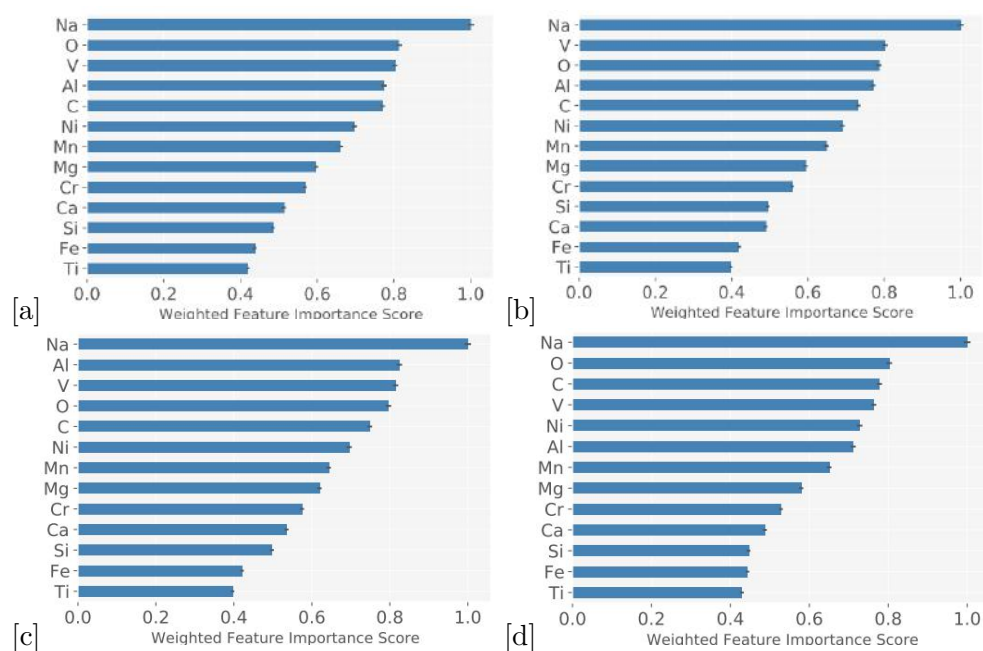 Na
O
V
Al
C
Ni
Mn
Mg
Cr
Ca
Si
Fe
Ti
0.0 0.2 0.4 0.6 0.8 1.0
Weighted Feature Importance Score
[a]
Na
V
O
Al
C
Ni
Mn
Mg
Cr
Si
Ca
Fe
Ti
0.0 0.2 0.4 0.6 0.8 1.0
Weighted Feature Importance Score
[b]
Na
Al
V
O
C
Ni
Mn
Mg
Cr
Ca
Si
Fe
Ti
0.0 0.2 0.4 0.6 0.8 1.0
Weighted Feature Importance Score
[c]
Na
O
C
V
Ni
Al
Mn
Mg
Cr
Ca
Si
Fe
Ti
0.0 0.2 0.4 0.6 0.8 1.0
Weighted Feature Importance Score
[d]